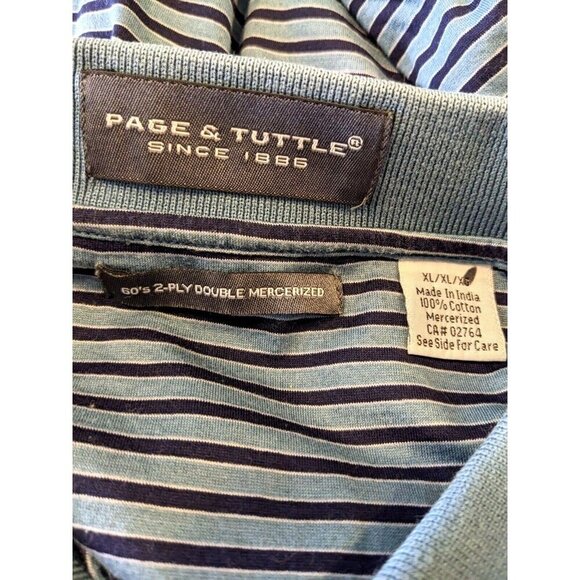 PAGE & TUTTLE®
SINCE 1886
60's 2-PLY DOUBLE MERCERIZED
XL/XL/XG
Made In India
100% Cotton
Mercerized
CA# 02764
See Side For Care